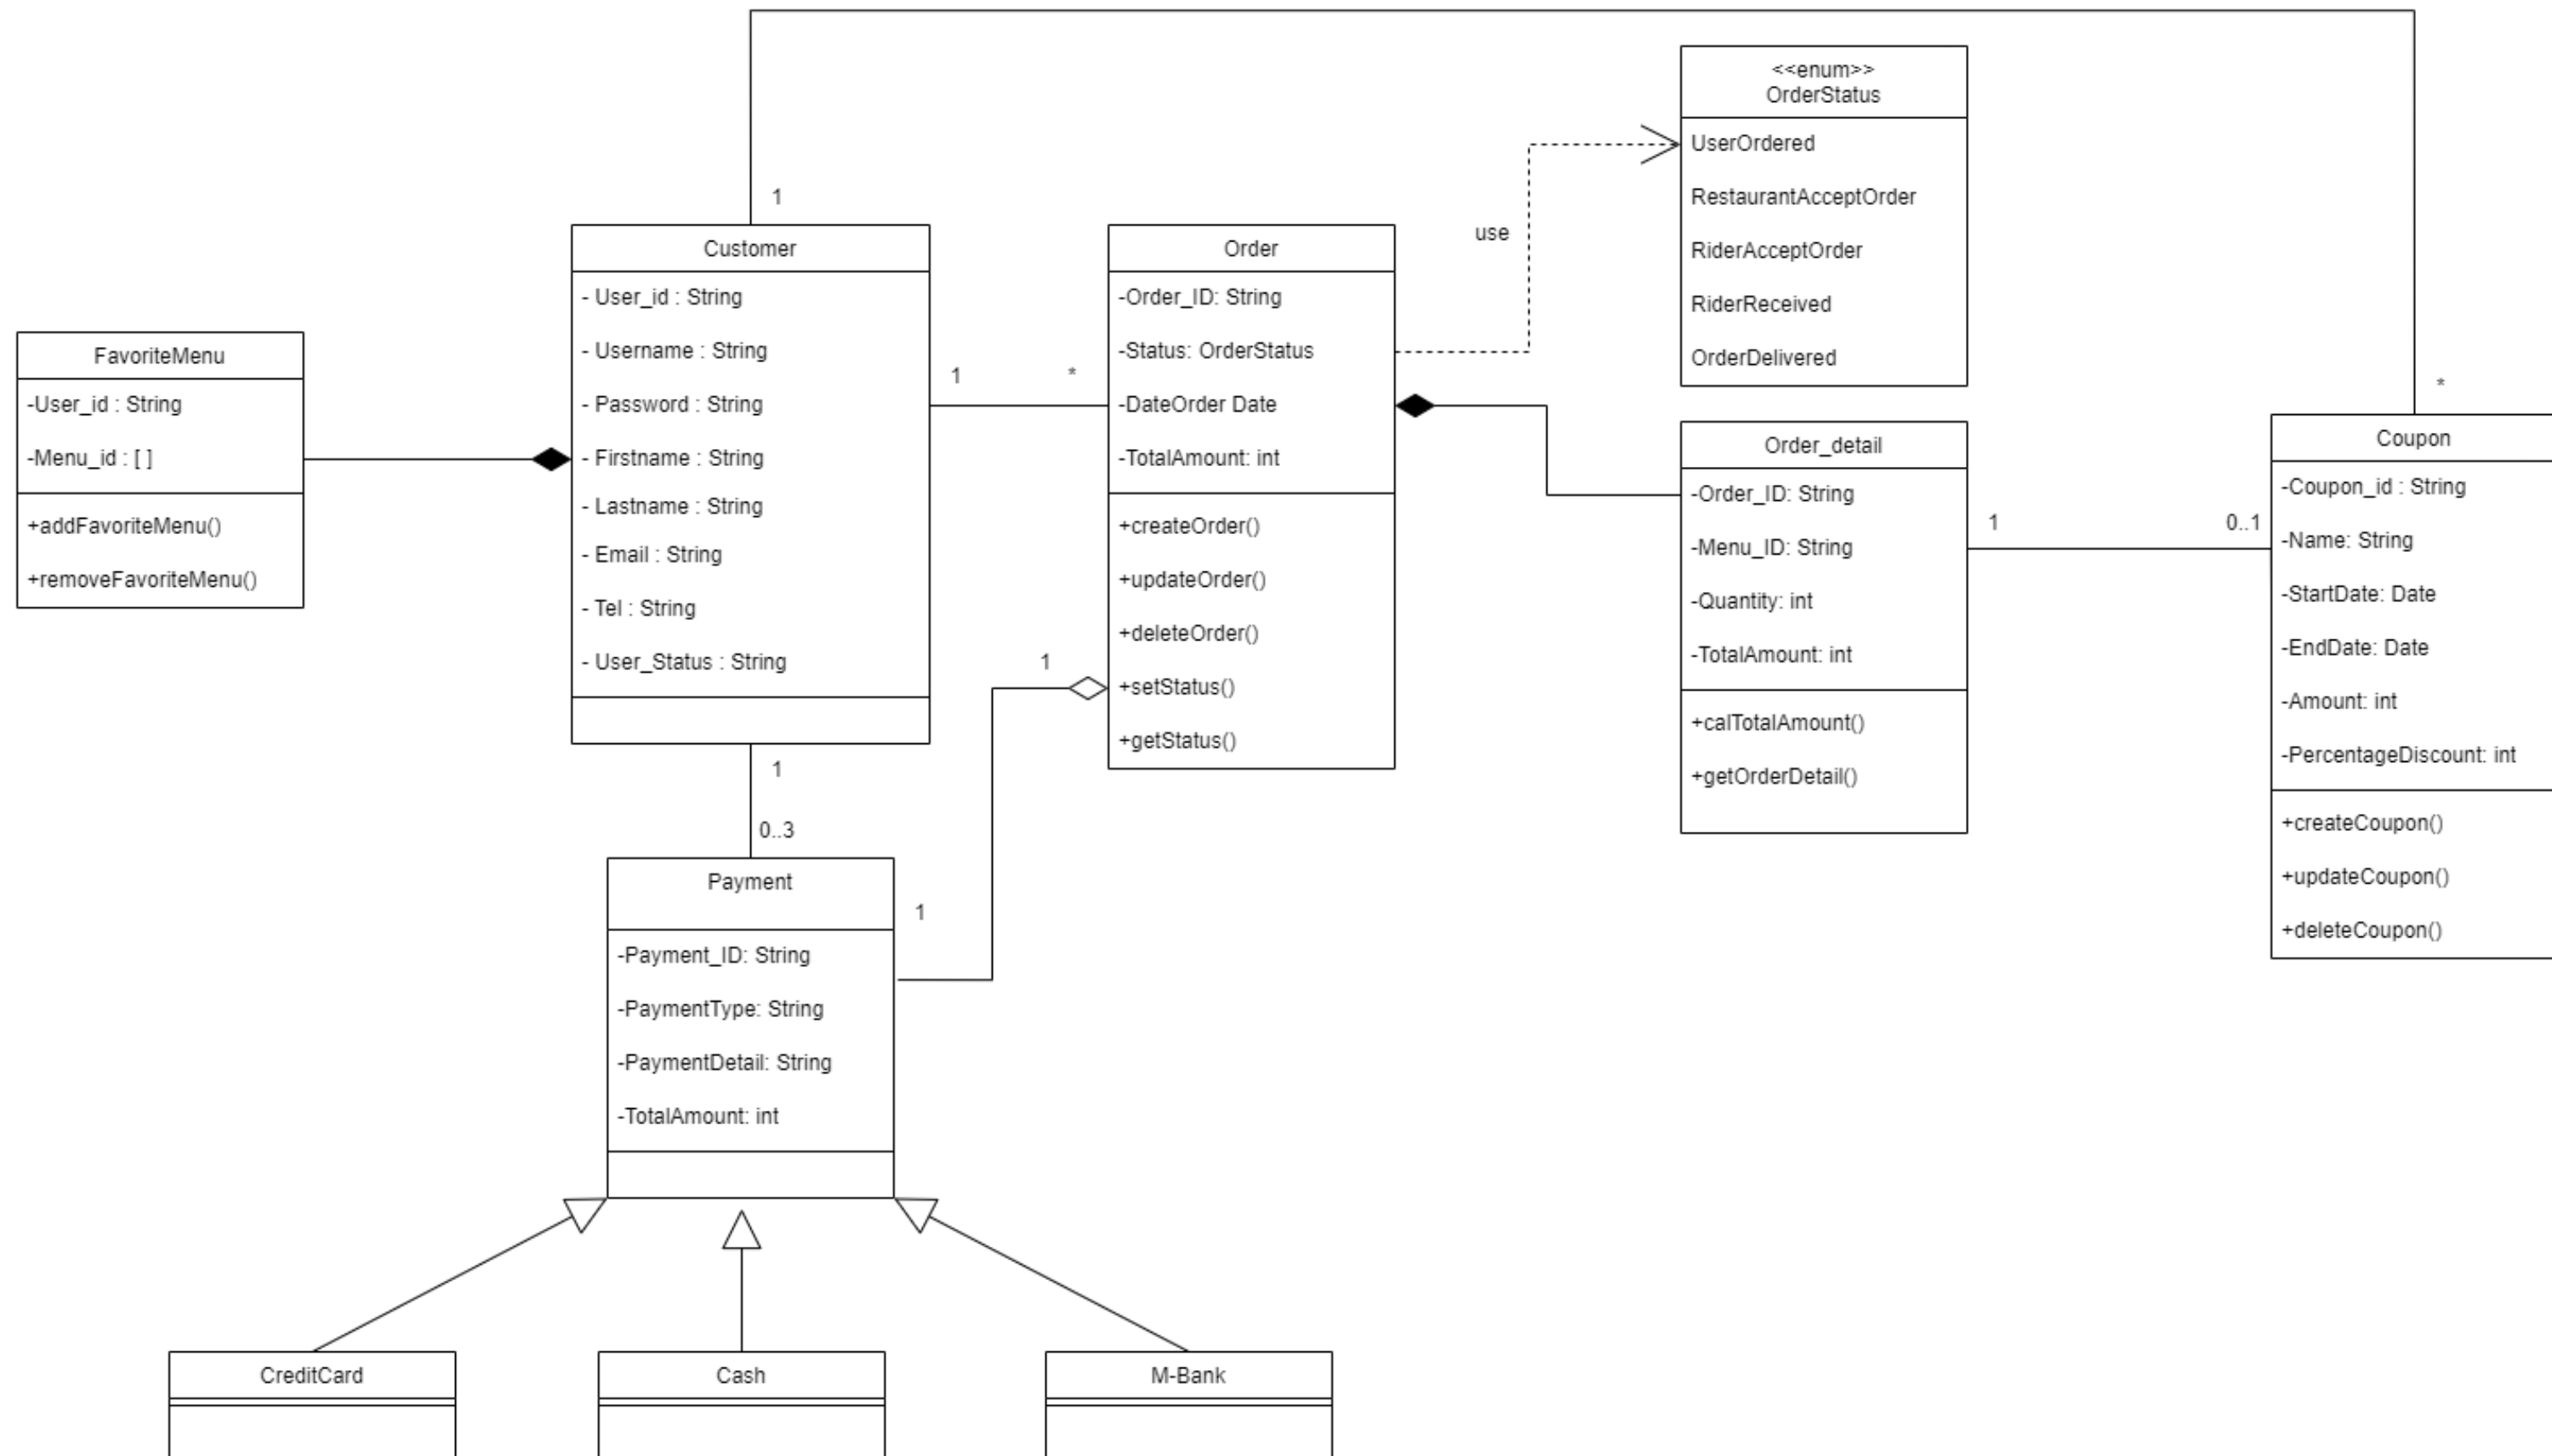 <<enum>>
OrderStatus
UserOrdered
RestaurantAcceptOrder
RiderAcceptOrder
RiderReceived
OrderDelivered
use
1
Customer
- User_id : String
- Username : String
- Password : String
- Firstname : String
- Lastname : String
- Email : String
- Tel : String
- User_Status : String
1
*
Order
-Order_ID: String
-Status: OrderStatus
-DateOrder Date
-TotalAmount: int
+createOrder()
+updateOrder()
+deleteOrder()
+setStatus()
+getStatus()
FavoriteMenu
-User_id : String
-Menu_id : [ ]
+addFavoriteMenu()
+removeFavoriteMenu()
Order_detail
-Order_ID: String
-Menu_ID: String
-Quantity: int
-TotalAmount: int
+calTotalAmount()
+getOrderDetail()
1
0..1
*
Coupon
-Coupon_id : String
-Name: String
-StartDate: Date
-EndDate: Date
-Amount: int
-PercentageDiscount: int
+createCoupon()
+updateCoupon()
+deleteCoupon()
1
1
0..3
1
Payment
-Payment_ID: String
-PaymentType: String
-PaymentDetail: String
-TotalAmount: int
CreditCard
Cash
M-Bank